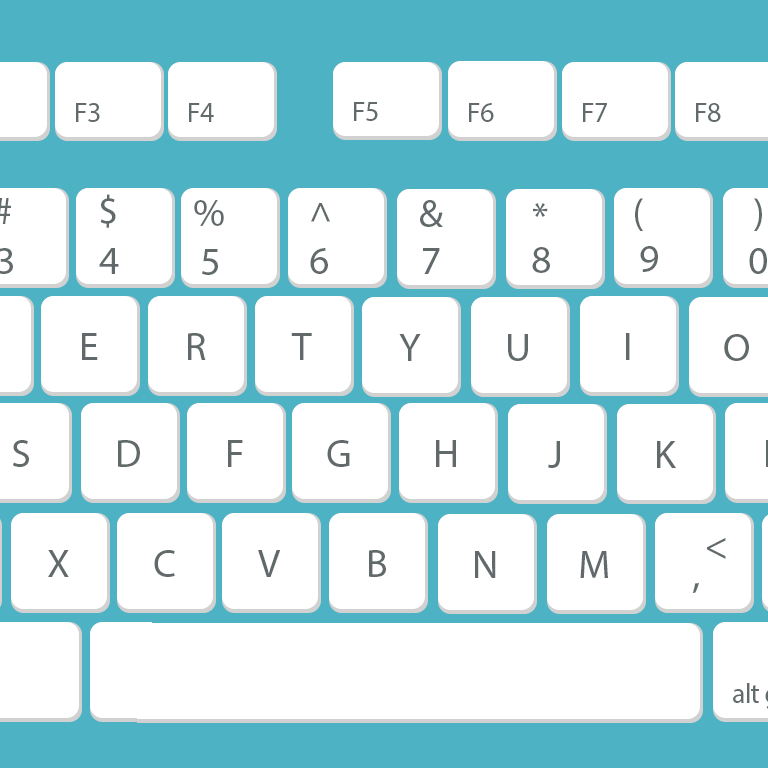 F3 F4 F5 F6 F7 F8
# $ % ^ & * ( )
3 4 5 6 7 8 9 0
E R T Y U I O
S D F G H J K
X C V B N M <
,
alt